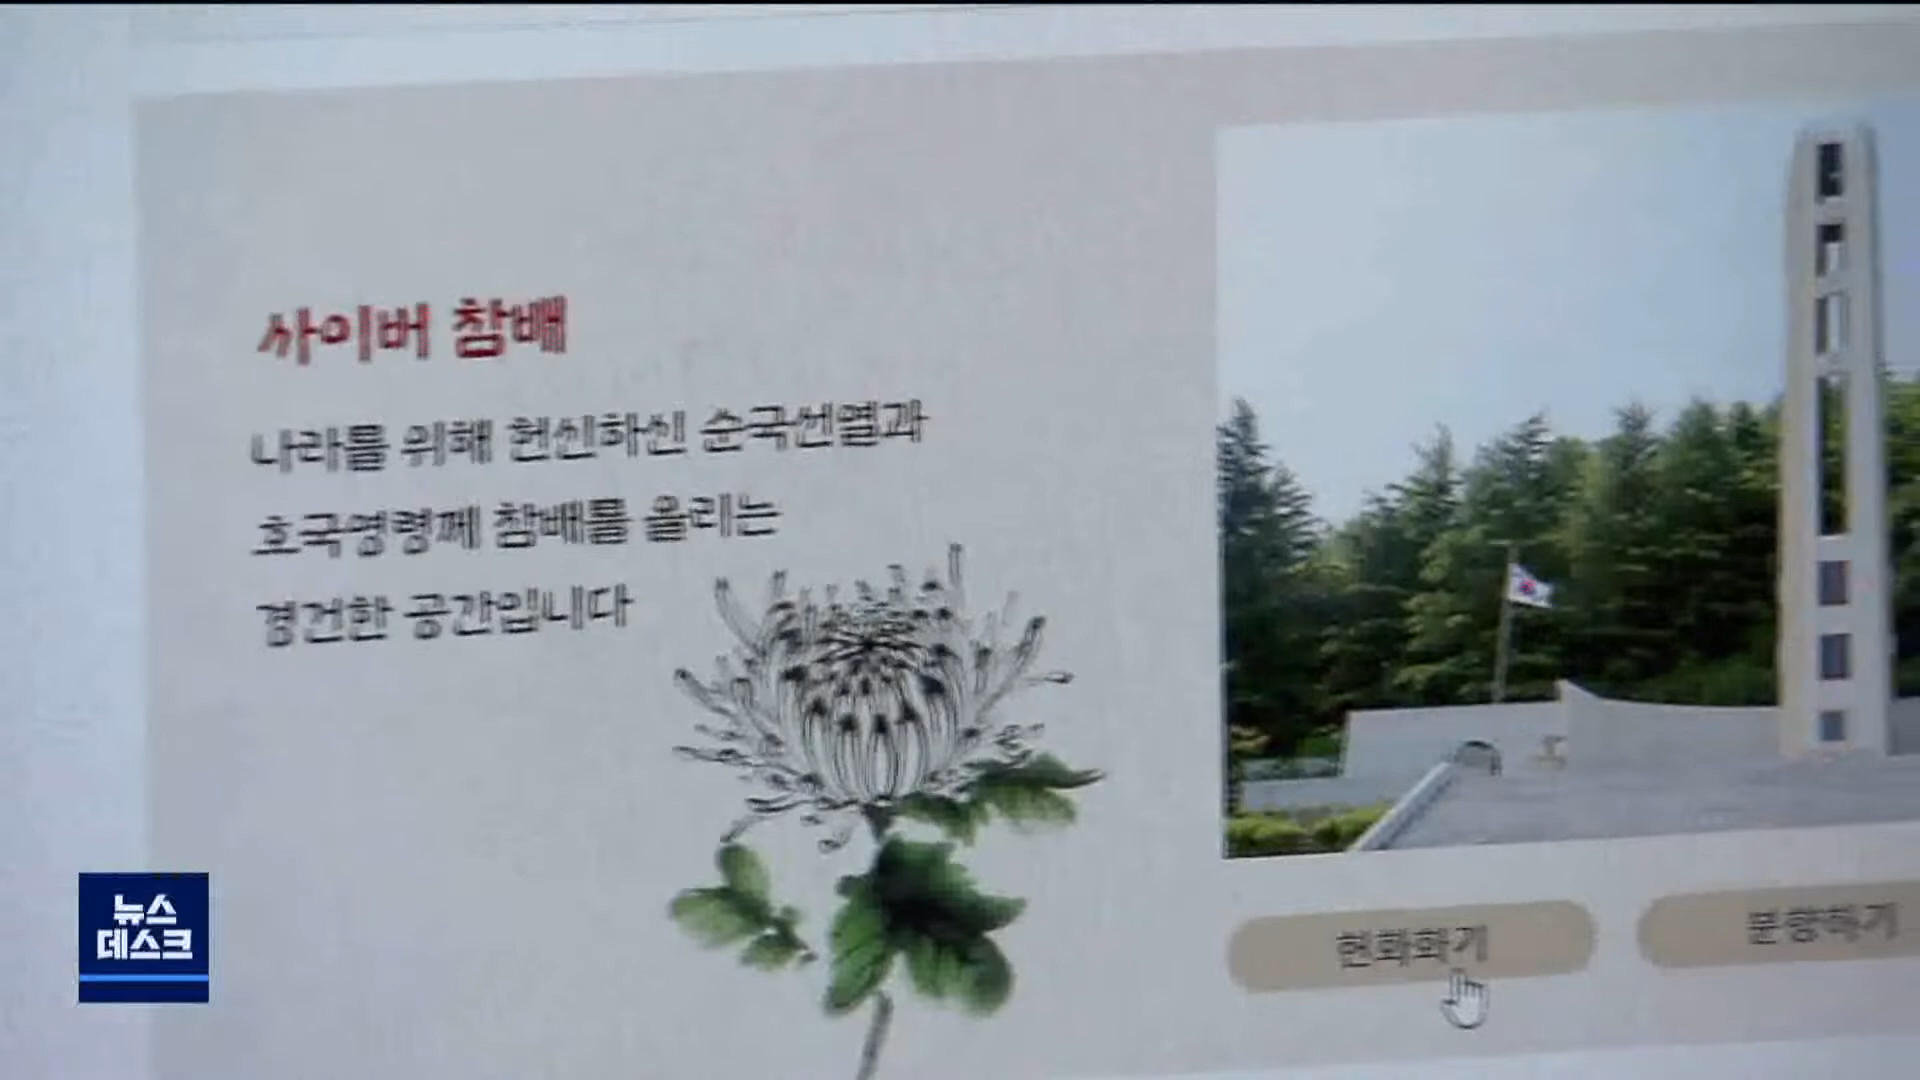 사이버 참배
나라를 위해 헌신하신 순국선열과
호국영령께 참배를 올리는
경건한 공간입니다
헌화하기
분향하기
뉴스
데스크